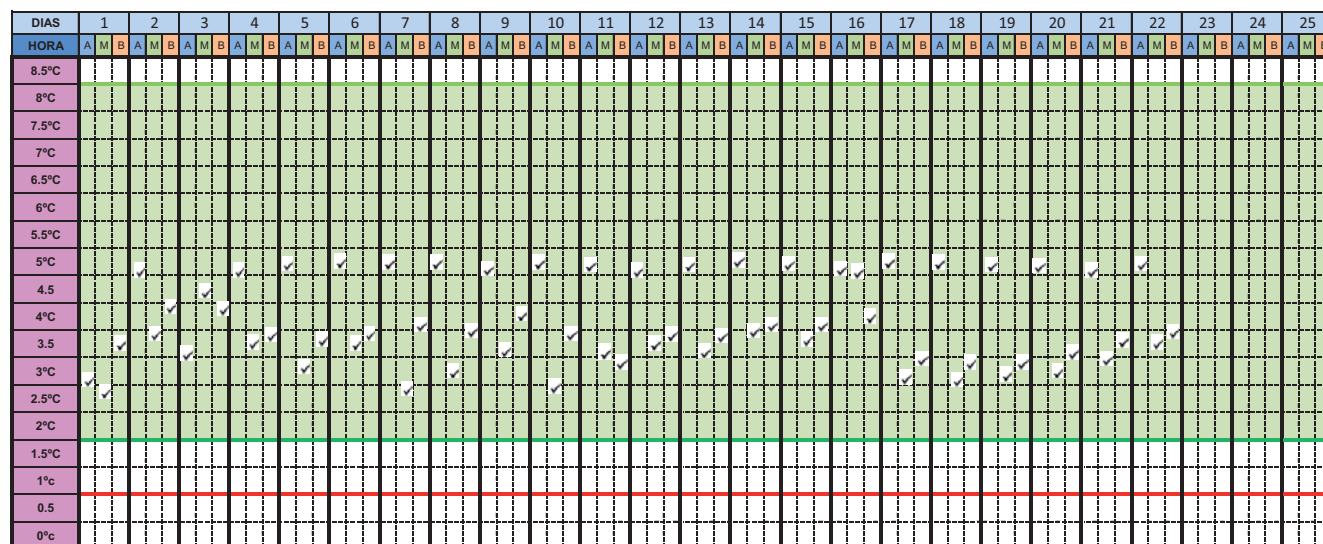 DIAS 1 2 3 4 5 6 7 8 9 10 11 12 13 14 15 16 17 18 19 20 21 22 23 24 25
HORA A M B A M B A M B A M B A M B A M B A M B A M B A M B A M B A M B A M B A M B A M B A M B A M B A M B A M B A M B A M B A M B A M B A M B A M B A M B
8.5ºC
8ºC
7.5ºC
7ºC
6.5ºC
6ºC
5.5ºC
5ºC
4.5
4ºC
3.5
3ºC
2.5ºC
2ºC
1.5ºC
1ºc
0.5
0ºc